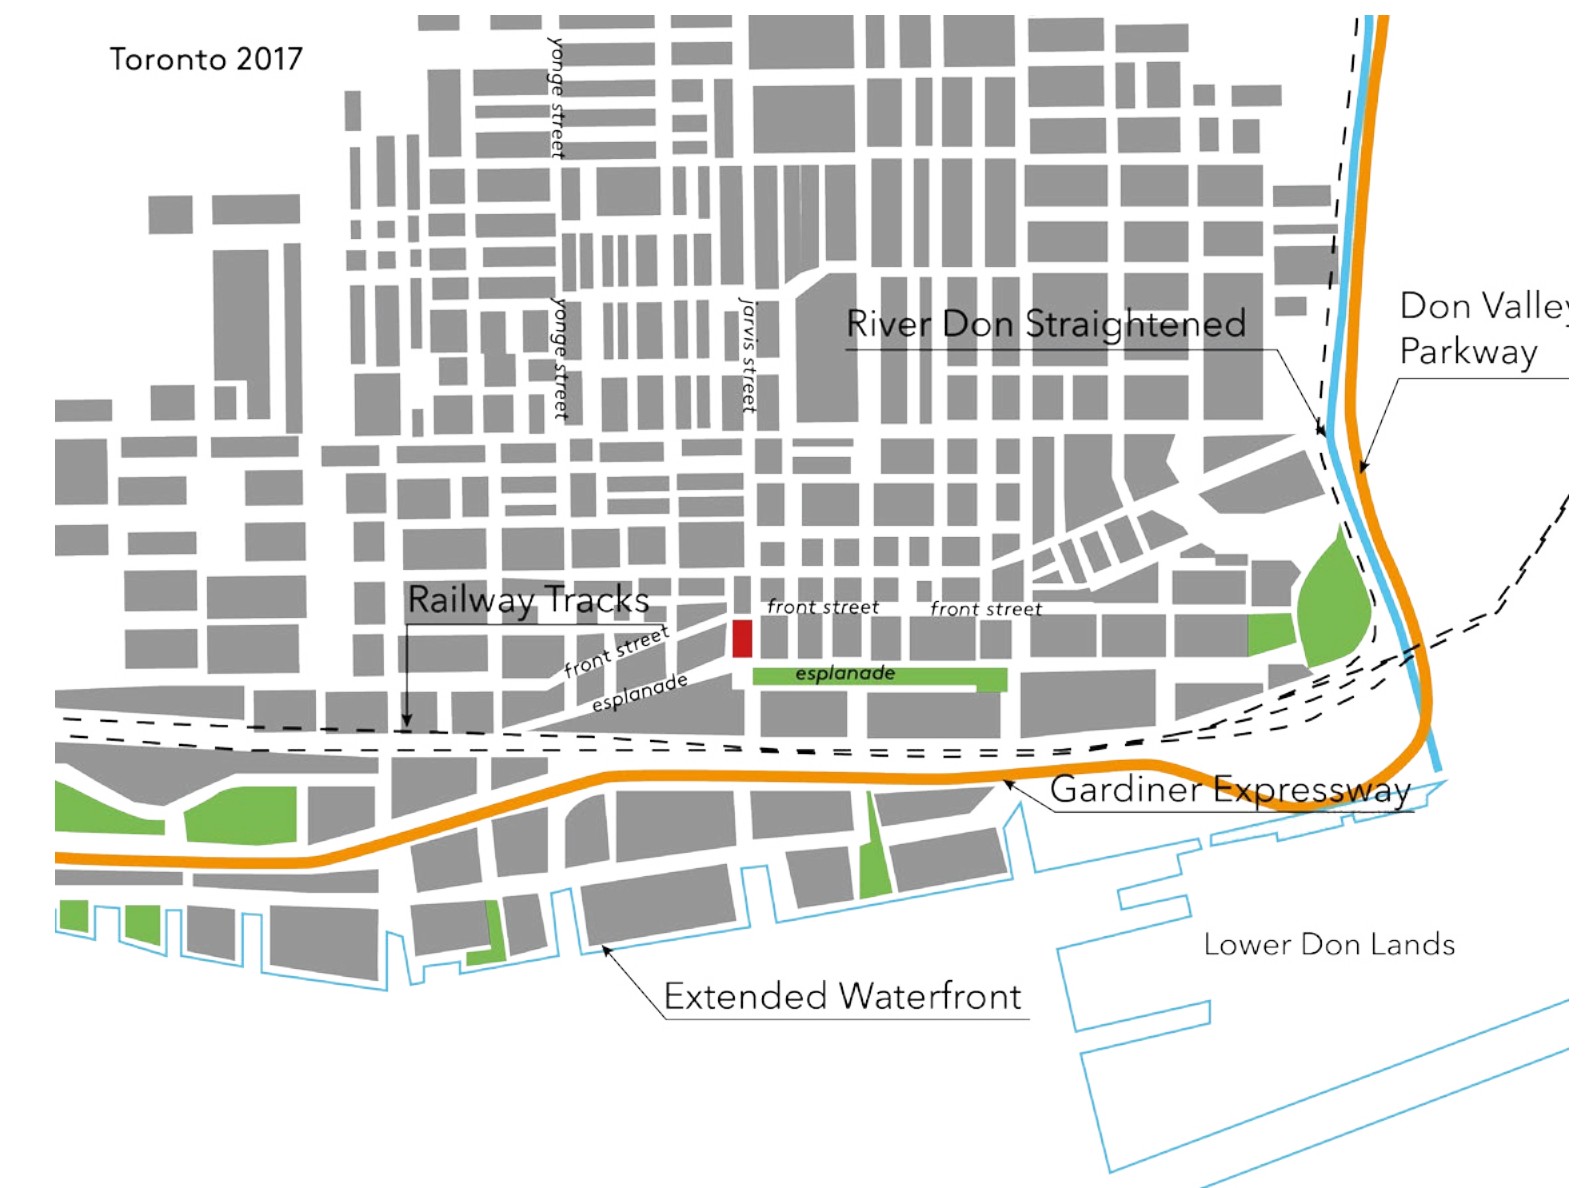 Toronto 2017
yonge street
yonge street
jarvis street
River Don Straightened
Don Valley
Parkway
Railway Tracks
front street
front street
front street
esplanade
esplanade
Gardiner Expressway
Lower Don Lands
Extended Waterfront